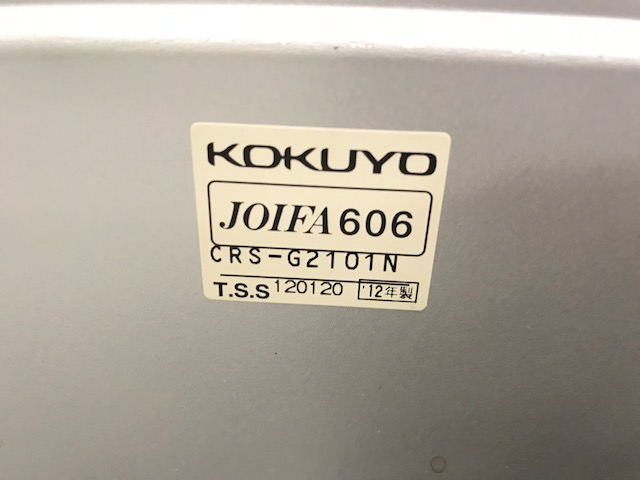 KOKUYO
JOIFA606
CRS-G2101N
T.S.S 120120 '12年製